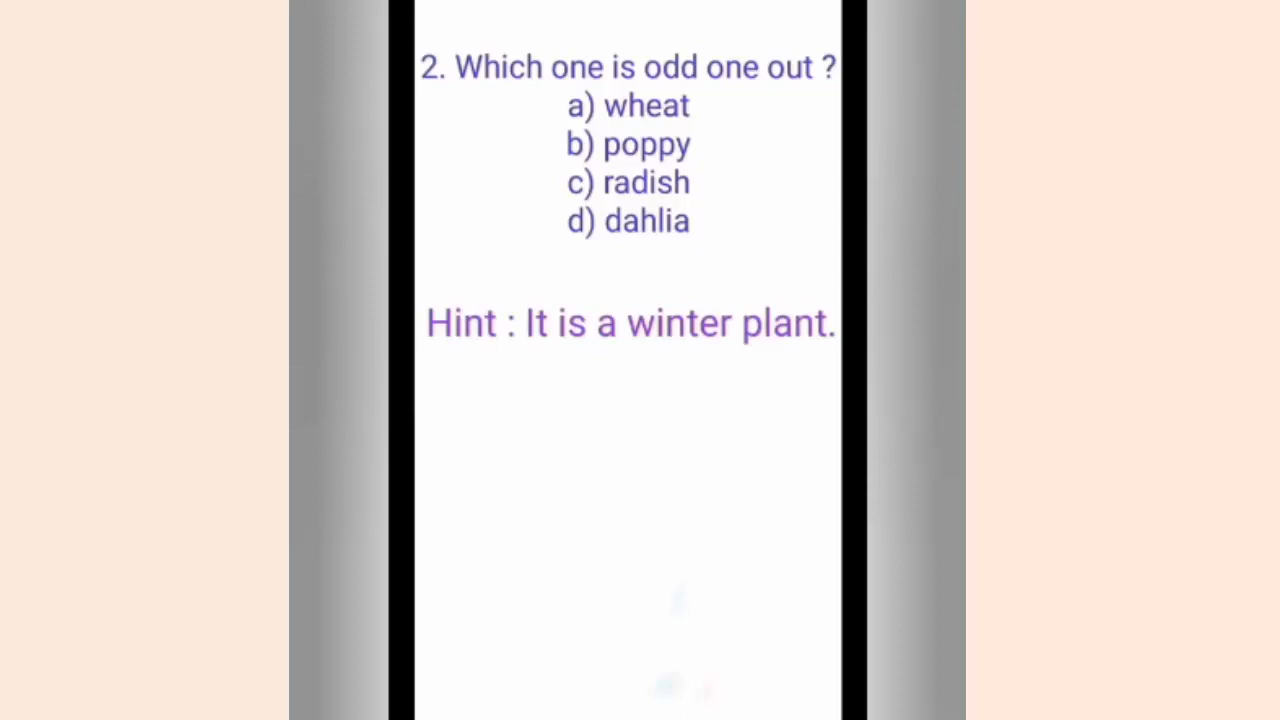 2. Which one is odd one out ?
a) wheat
b) poppy
c) radish
d) dahlia
Hint : It is a winter plant.